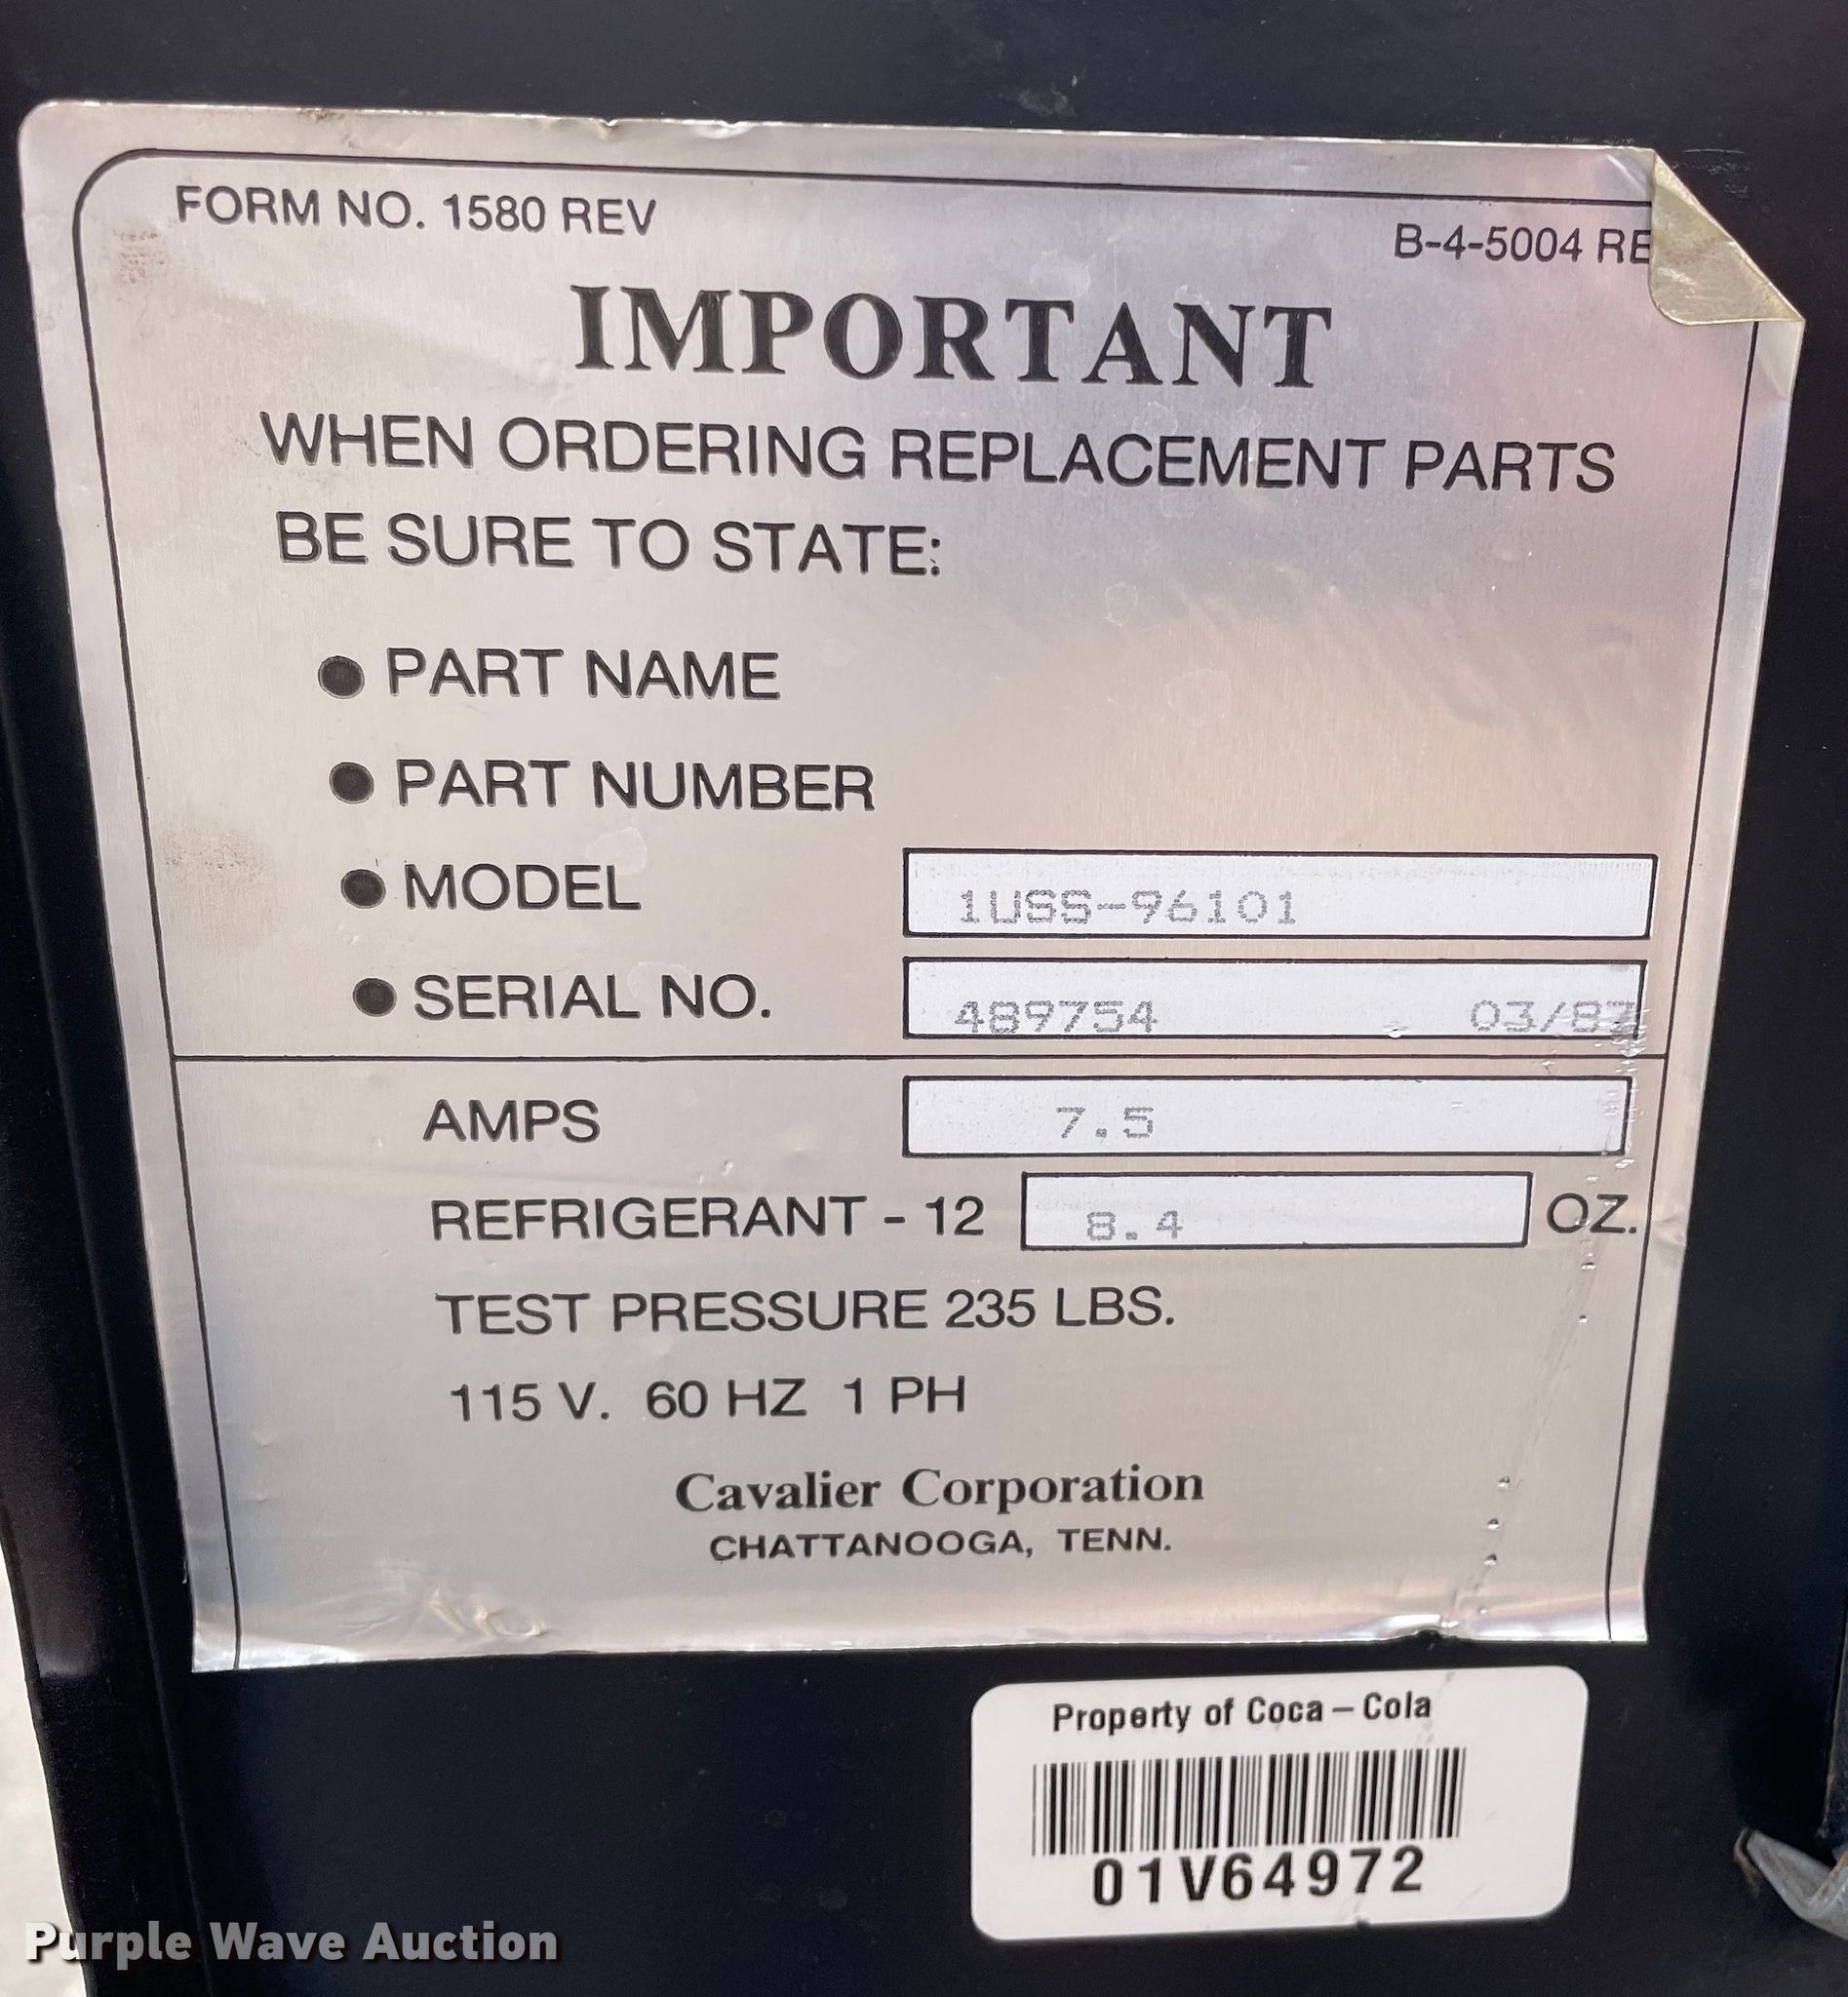 FORM NO. 1580 REV
B-4-5004 RE
IMPORTANT
WHEN ORDERING REPLACEMENT PARTS
BE SURE TO STATE:
● PART NAME
● PART NUMBER
● MODEL 1USS-96101
● SERIAL NO. 489754 03/87
AMPS 7.5
REFRIGERANT - 12 8.4 OZ.
TEST PRESSURE 235 LBS.
115 V. 60 HZ 1 PH
Cavalier Corporation
CHATTANOOGA, TENN.
Property of Coca-Cola
01V64972
Purple Wave Auction